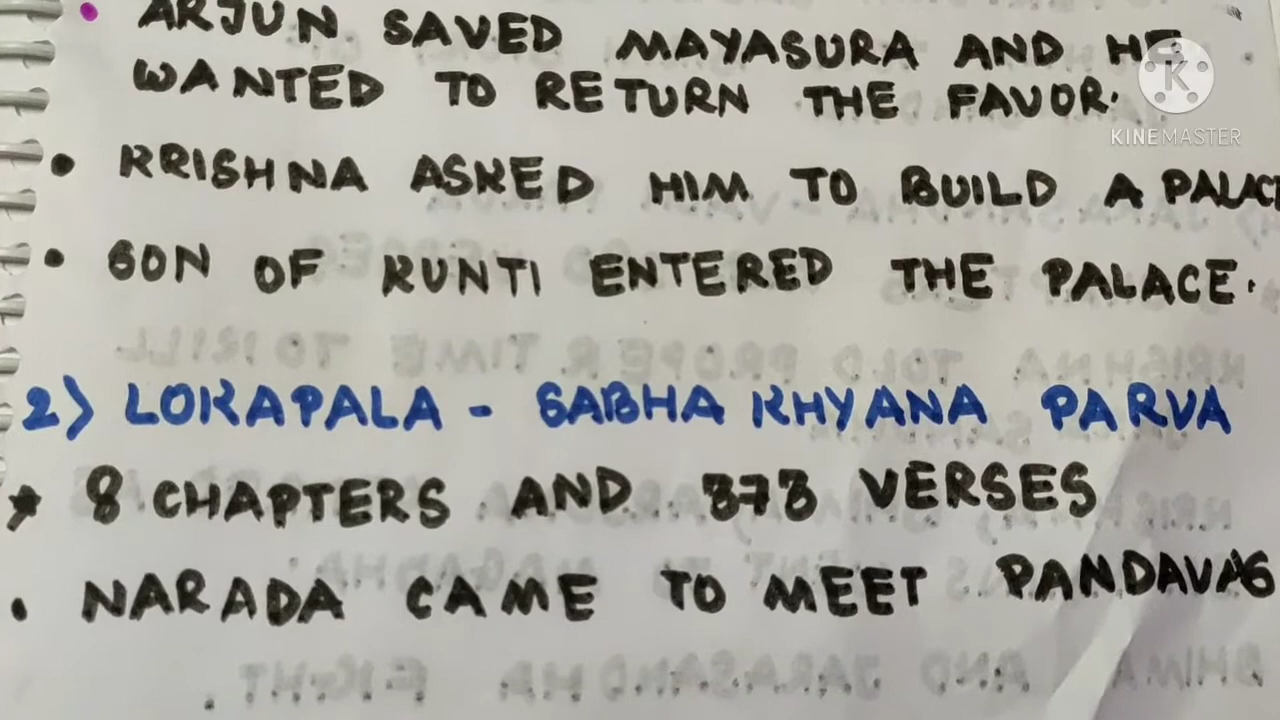 • ARJUN SAVED MAYASURA AND HE
WANTED TO RETURN THE FAVOR.
• KRISHNA ASKED HIM TO BUILD A PALACE
• SON OF KUNTI ENTERED THE PALACE.
2) LOKAPALA - SABHA KHYANA PARVA
* 8 CHAPTERS AND 373 VERSES
• NARADA CAME TO MEET PANDAVAS
KINEMASTER